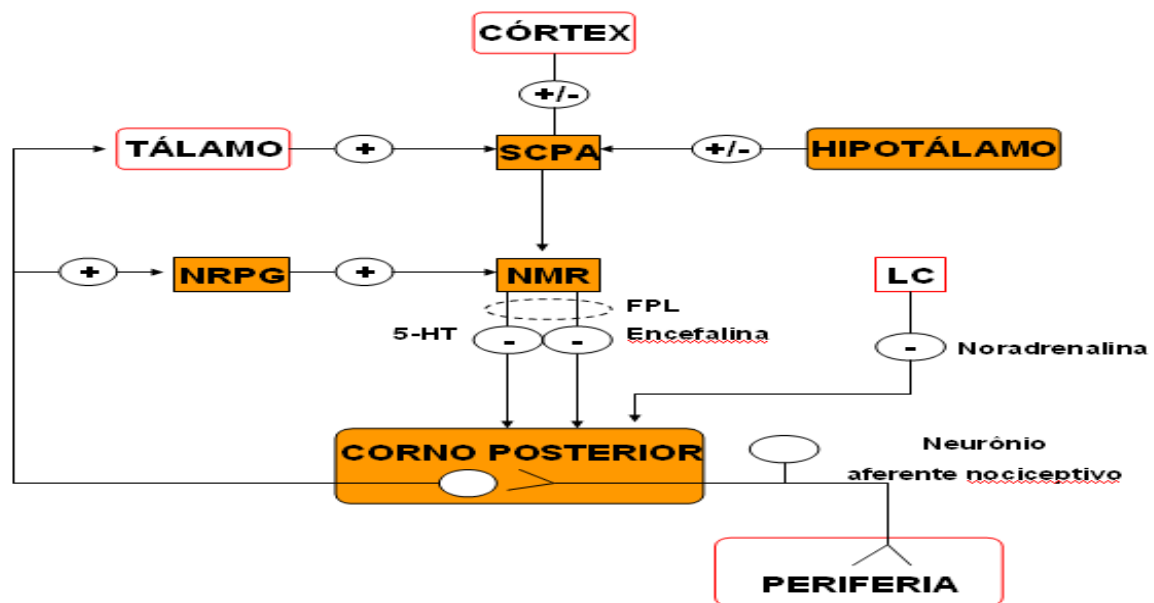 CÓRTEX
+/-
TÁLAMO
+
SCPA
+/-
HIPOTÁLAMO
+
NRPG
+
NMR
LC
FPL
5-HT
-
-
Encefalina
-
Noradrenalina
CORNO POSTERIOR
Neurônio
aferente nociceptivo
PERIFERIA